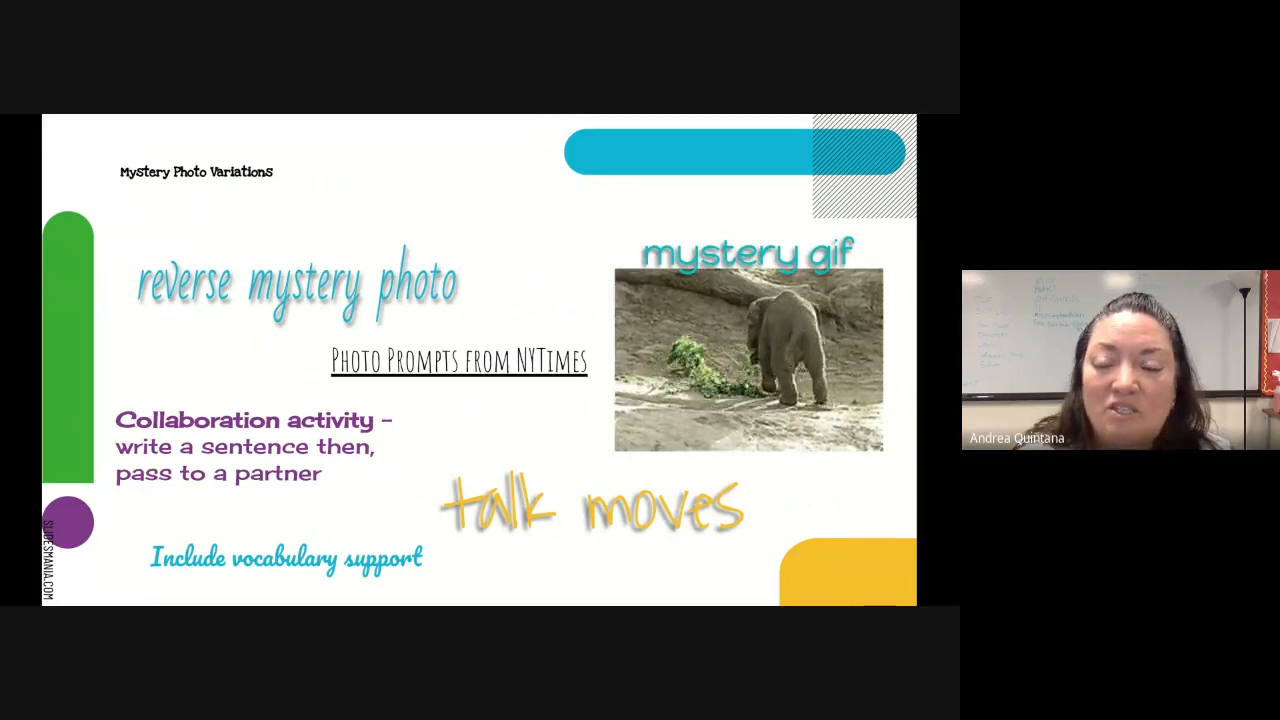 Mystery Photo Variations
mystery gif
reverse mystery photo
Photo Prompts from NYTimes
Collaboration activity –
write a sentence then,
pass to a partner
talk moves
Include vocabulary support
SLIDESMANIA.COM
Andrea Quintana